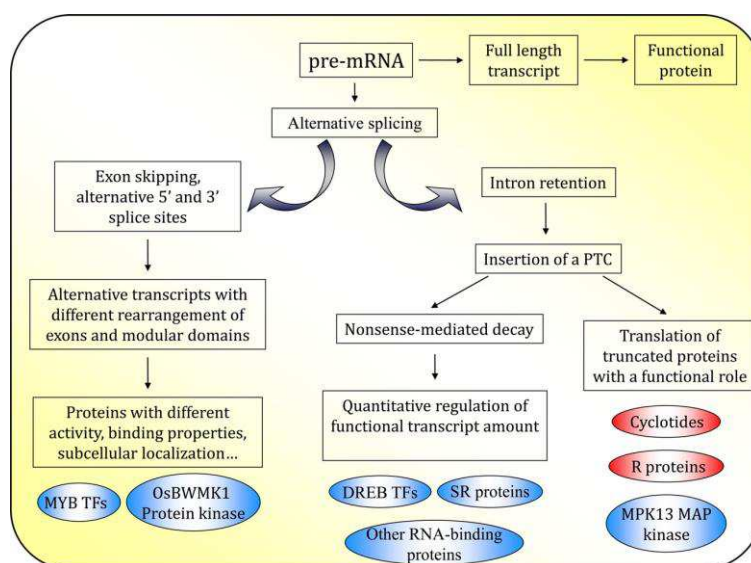 pre-mRNA
Full length
transcript
Functional
protein
Alternative splicing
Exon skipping,
alternative 5' and 3'
splice sites
Intron retention
Insertion of a PTC
Alternative transcripts with
different rearrangement of
exons and modular domains
Nonsense-mediated decay
Translation of
truncated proteins
with a functional role
Proteins with different
activity, binding properties,
subcellular localization...
Quantitative regulation of
functional transcript amount
Cyclotides
R proteins
MYB TFs
OsBWMK1
Protein kinase
DREB TFs
SR proteins
MPK13 MAP
kinase
Other RNA-binding
proteins